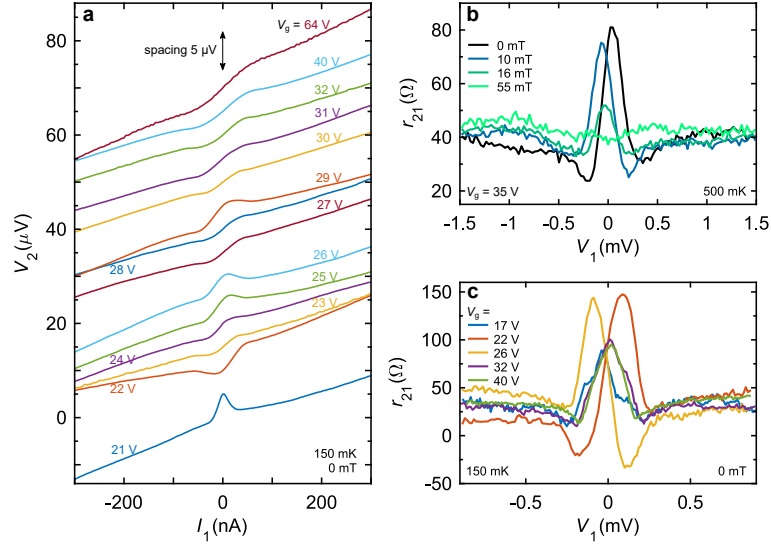 a
V_g = 64 V
spacing 5 μV
40 V
32 V
31 V
30 V
29 V
28 V
27 V
26 V
25 V
24 V
23 V
22 V
21 V
150 mK
0 mT
80
60
40
20
0
V_2(μV)
-200
0
200
I_1(nA)
b
0 mT
10 mT
16 mT
55 mT
V_g = 35 V
500 mK
80
60
40
20
r_21(Ω)
-1.5
-1
-0.5
0
0.5
1
1.5
V_1(mV)
c
V_g =
17 V
22 V
26 V
32 V
40 V
150 mK
0 mT
150
100
50
0
-50
r_21(Ω)
-0.5
0
0.5
V_1(mV)